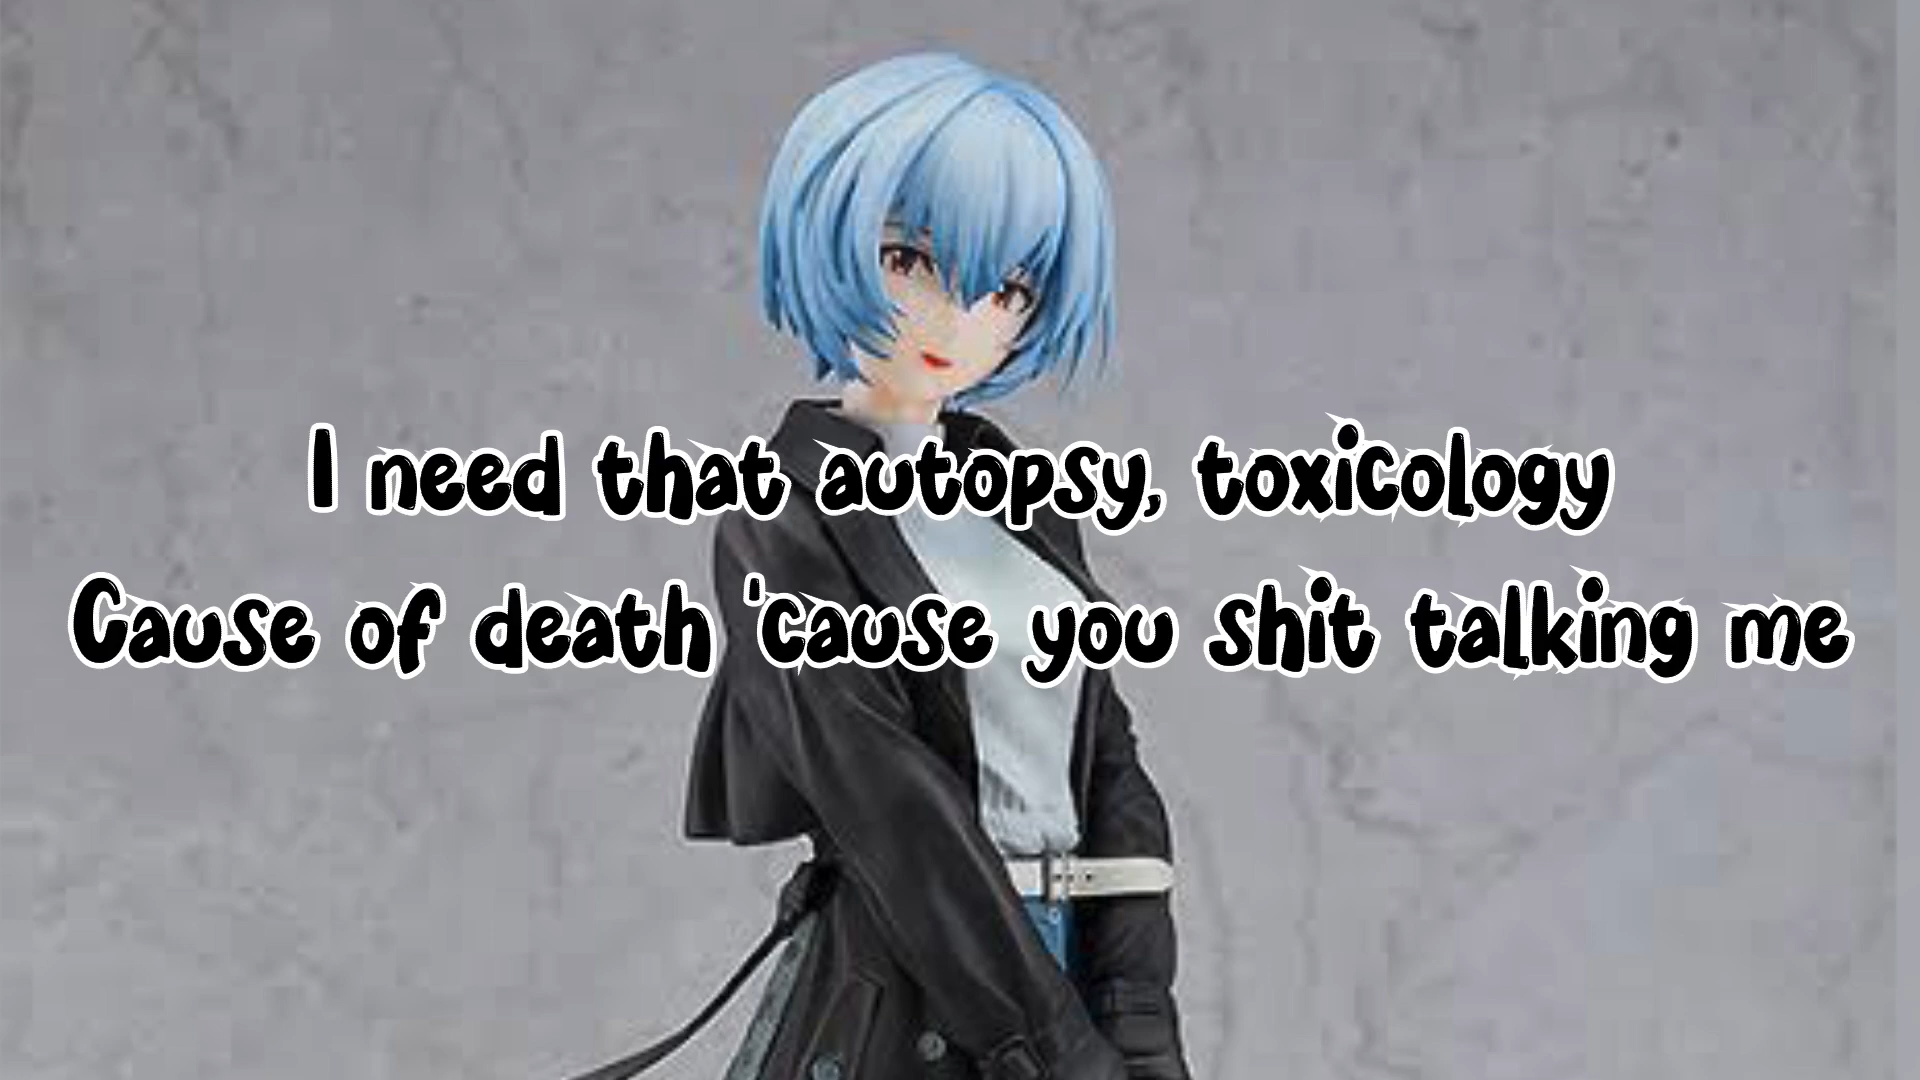 I need that autopsy, toxicology
Cause of death 'cause you shit talking me